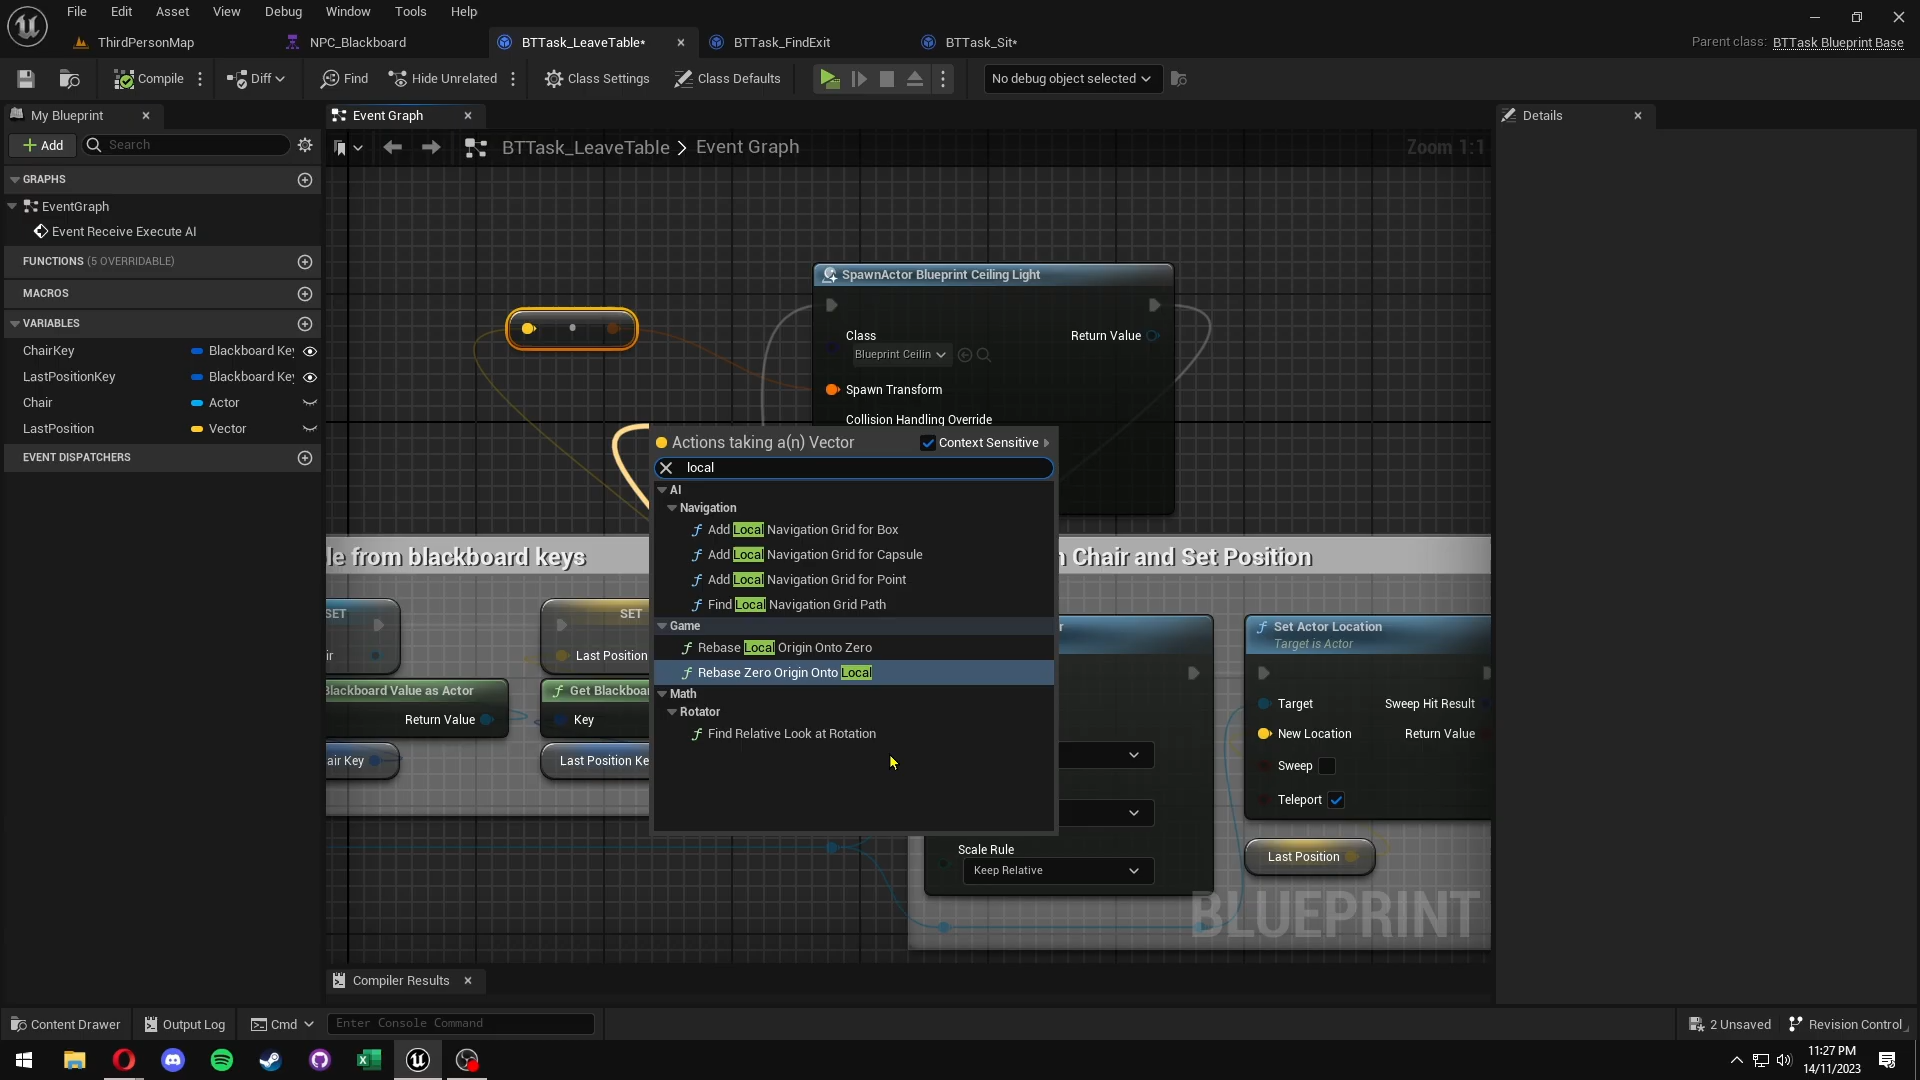 File Edit Asset View Debug Window Tools Help
ThirdPersonMap
NPC_Blackboard
BTTask_LeaveTable*
BTTask_FindExit
BTTask_Sit*
Parent class: BTTask Blueprint Base
Compile
Diff
Find
Hide Unrelated
Class Settings
Class Defaults
No debug object selected
My Blueprint
Event Graph
Details
Add
Search
BTTask_LeaveTable > Event Graph
Zoom 1:1
GRAPHS
EventGraph
Event Receive Execute AI
FUNCTIONS (5 OVERRIDABLE)
MACROS
VARIABLES
ChairKey Blackboard Key
LastPositionKey Blackboard Key
Chair Actor
LastPosition Vector
EVENT DISPATCHERS
SpawnActor Blueprint Ceiling Light
Class
Return Value
Blueprint Ceilin
Spawn Transform
Collision Handling Override
Actions taking a(n) Vector
Context Sensitive
local
AI
Navigation
Add Local Navigation Grid for Box
Add Local Navigation Grid for Capsule
Add Local Navigation Grid for Point
Find Local Navigation Grid Path
Game
Rebase Local Origin Onto Zero
Rebase Zero Origin Onto Local
Math
Rotator
Find Relative Look at Rotation
le from blackboard keys
Chair and Set Position
SET
ir
Blackboard Value as Actor
Return Value
air Key
SET
Last Position
Get Blackboa
Key
Last Position Ke
r
Set Actor Location
Target is Actor
Target
Sweep Hit Result
New Location
Return Value
Sweep
Teleport
Scale Rule
Keep Relative
Last Position
BLUEPRINT
Compiler Results
Content Drawer
Output Log
Cmd
Enter Console Command
2 Unsaved
Revision Control
11:27 PM
14/11/2023